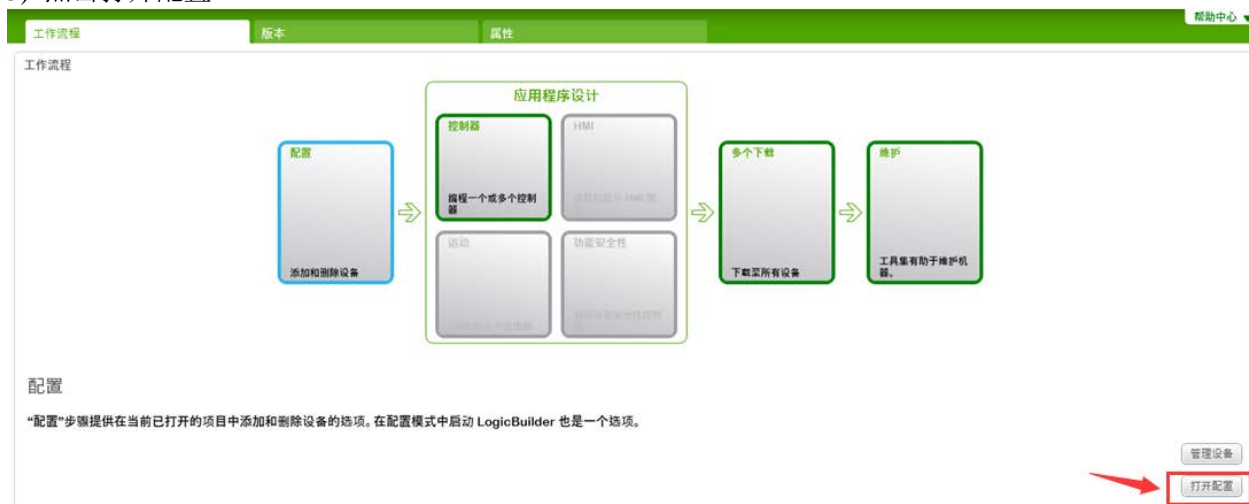 帮助中心
工作流程
版本
属性
工作流程
应用程序设计
配置
添加和删除设备
控制器
编程一个或多个控制
器
HMI
运动
功能安全性
多个下载
下载至所有设备
维护
工具集有助于维护机
器。
配置
“配置”步骤提供在当前已打开的项目中添加和删除设备的选项。在配置模式中启动 LogicBuilder 也是一个选项。
管理设备
打开配置